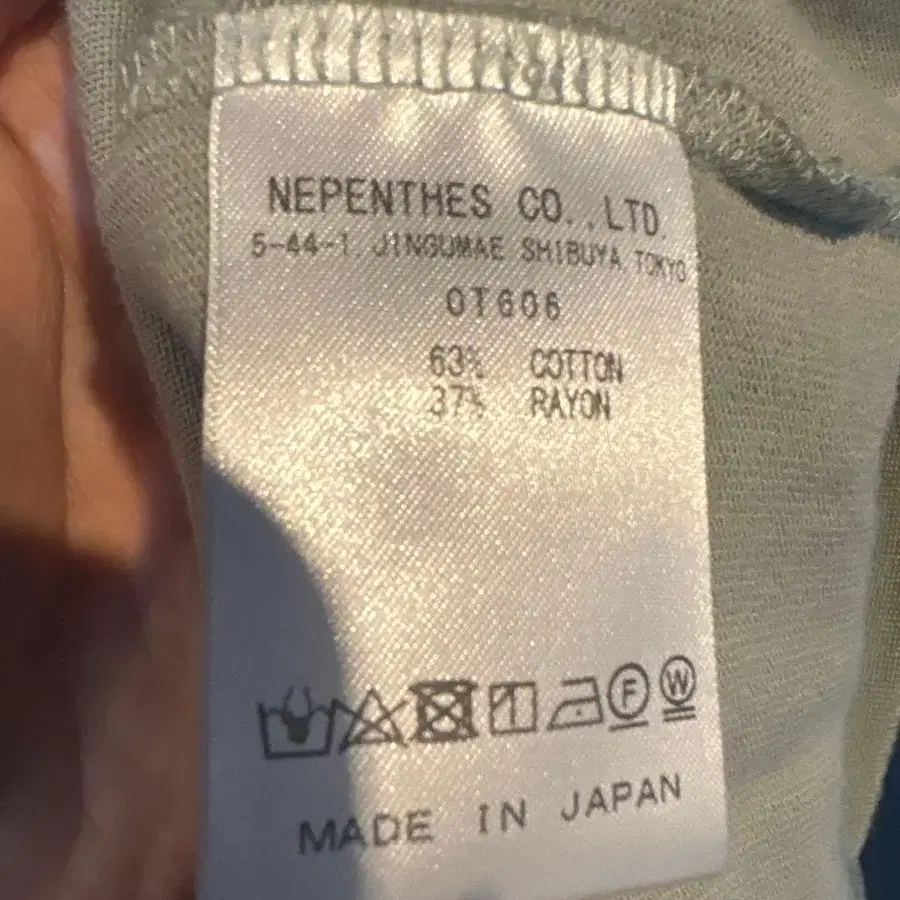 NEPENTHES CO., LTD.
5-44-1, JINGUMAE SHIBUYA TOKYO
OT606
63% COTTON
37% RAYON
F W
MADE IN JAPAN